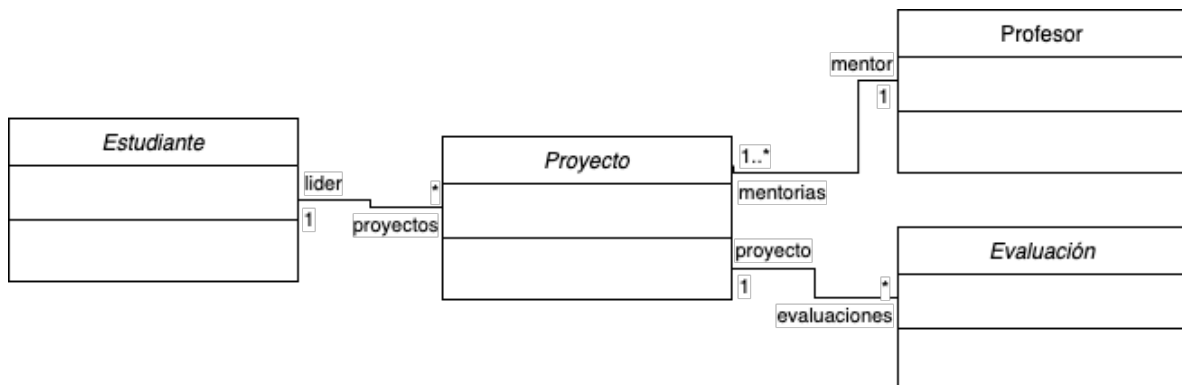 Estudiante
lider
1
*
proyectos
Proyecto
1..*
mentorias
mentor
1
Profesor
proyecto
1
*
evaluaciones
Evaluación